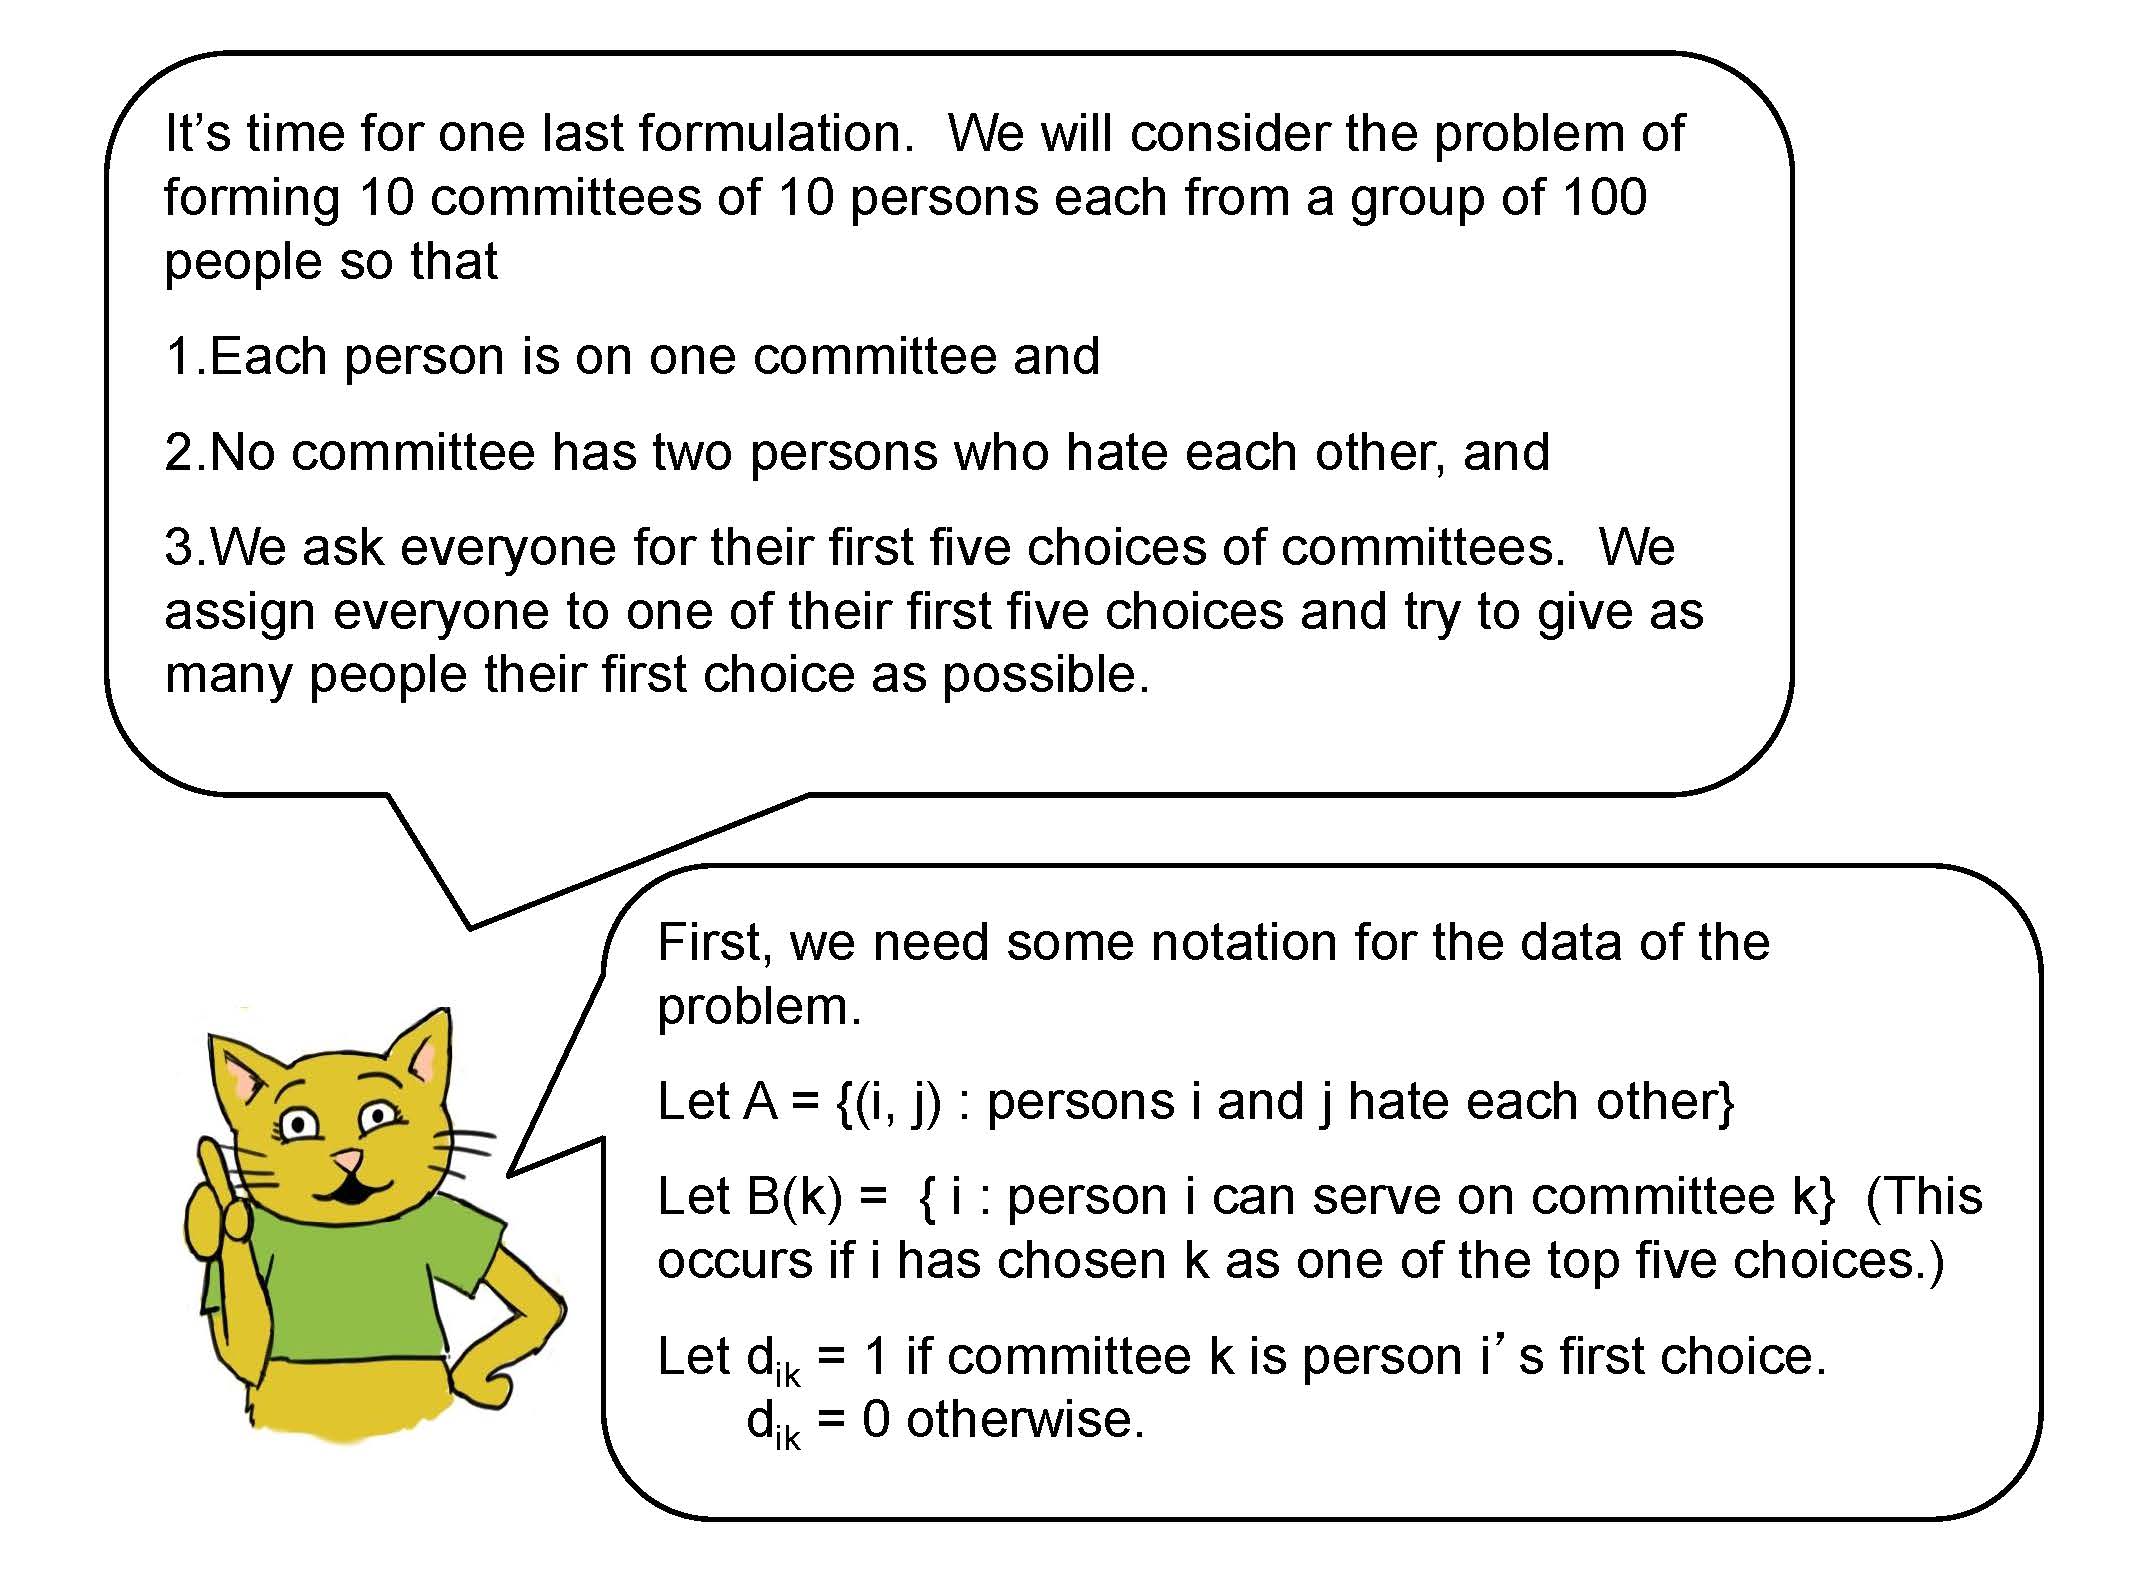 It’s time for one last formulation.  We will consider the problem of
forming 10 committees of 10 persons each from a group of 100
people so that
1.Each person is on one committee and
2.No committee has two persons who hate each other, and
3.We ask everyone for their first five choices of committees.  We
assign everyone to one of their first five choices and try to give as
many people their first choice as possible.
First, we need some notation for the data of the
problem.
Let A = {(i, j) : persons i and j hate each other}
Let B(k) =  { i : person i can serve on committee k}  (This
occurs if i has chosen k as one of the top five choices.)
Let dik = 1 if committee k is person i’ s first choice.
dik = 0 otherwise.